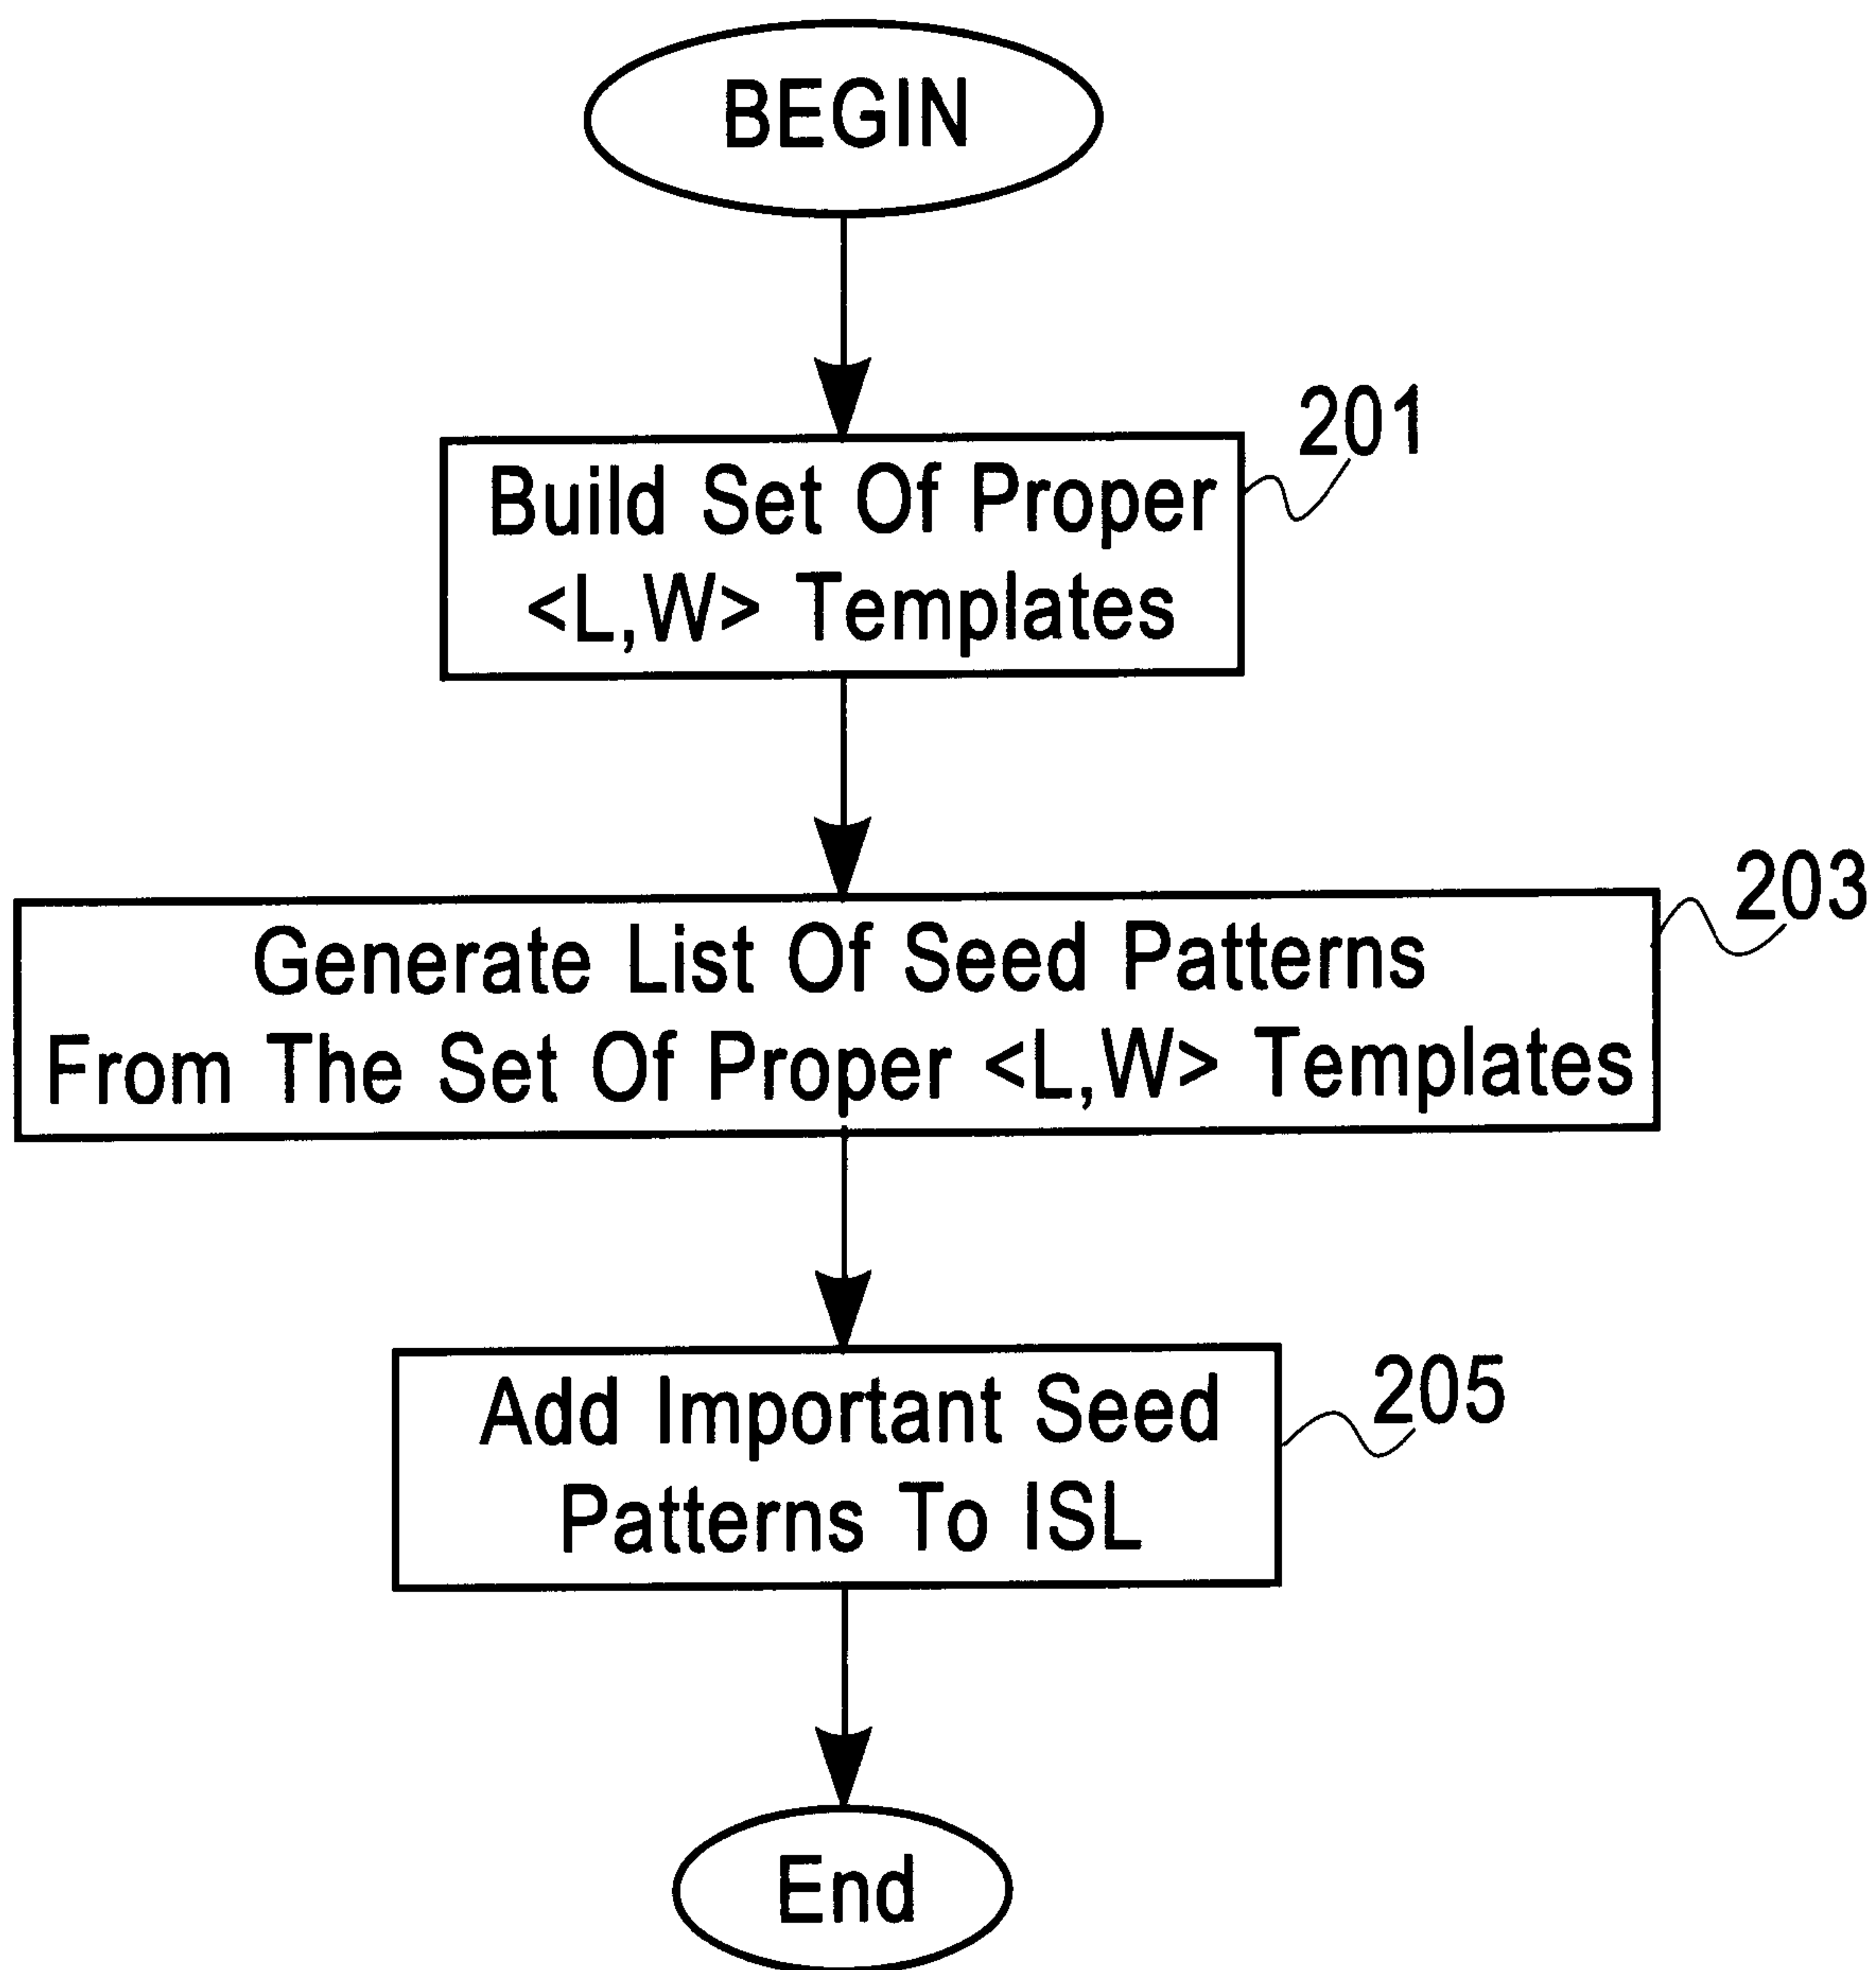 BEGIN
201
Build Set Of Proper
<L,W> Templates
203
Generate List Of Seed Patterns
From The Set Of Proper <L,W> Templates
205
Add Important Seed
Patterns To ISL
End